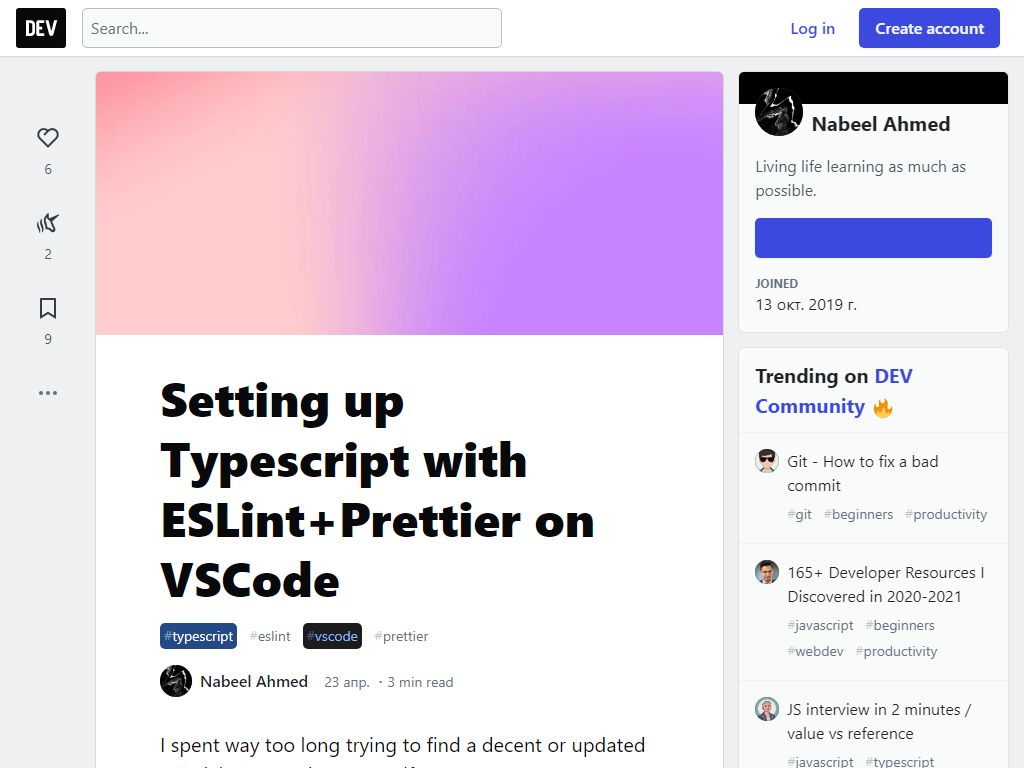 DEV
Search...
Log in
Create account
6
2
9
Setting up
Typescript with
ESLint+Prettier on
VSCode
#typescript #eslint #vscode #prettier
Nabeel Ahmed 23 апр. ・3 min read
I spent way too long trying to find a decent or updated
Nabeel Ahmed
Living life learning as much as
possible.
JOINED
13 окт. 2019 г.
Trending on DEV
Community 🔥
Git - How to fix a bad
commit
#git #beginners #productivity
165+ Developer Resources I
Discovered in 2020-2021
#javascript #beginners
#webdev #productivity
JS interview in 2 minutes /
value vs reference
#javascript #typescript